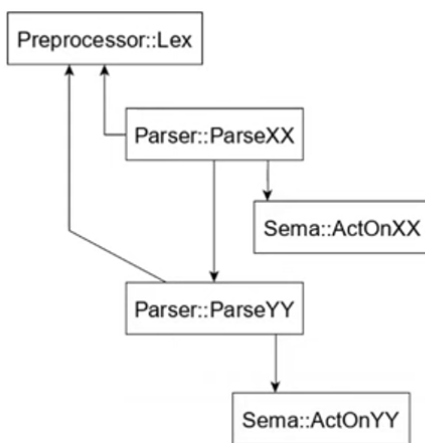 Preprocessor::Lex
Parser::ParseXX
Sema::ActOnXX
Parser::ParseYY
Sema::ActOnYY